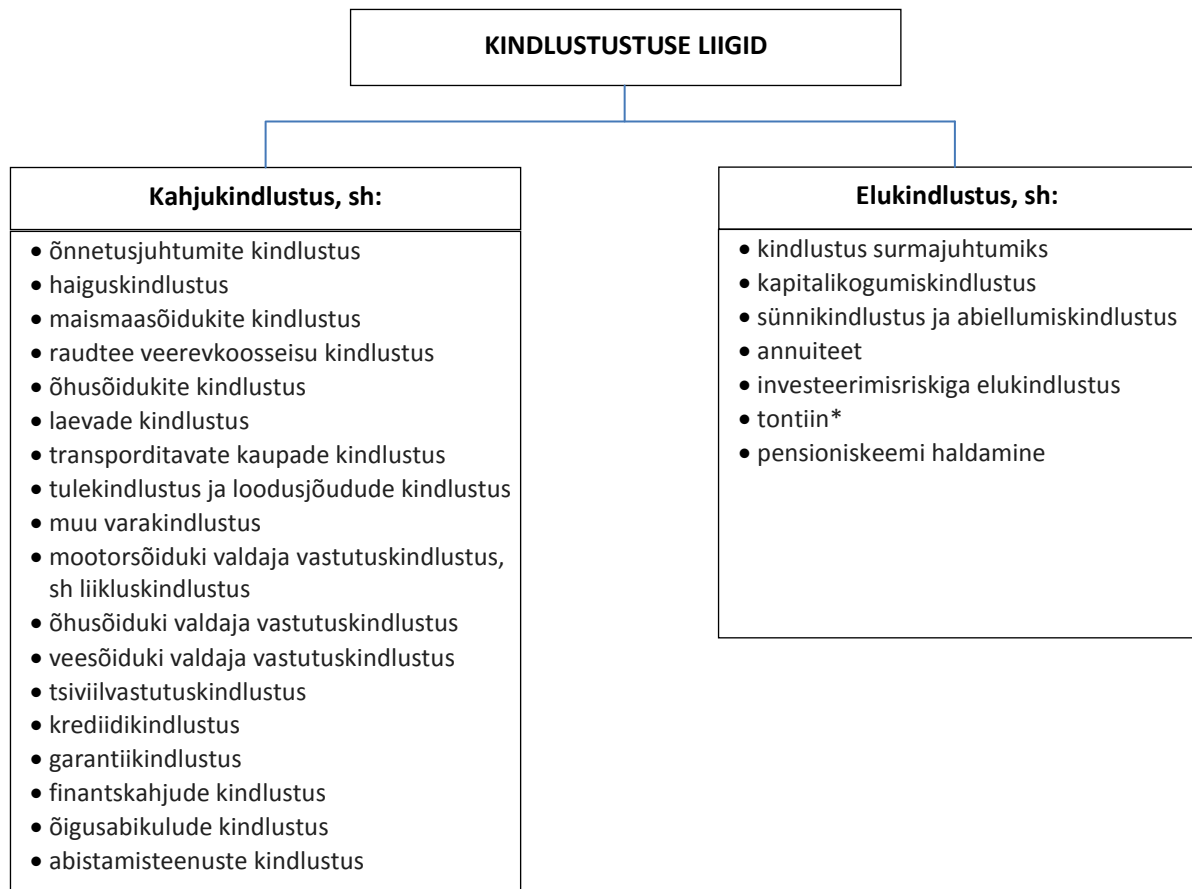 KINDLUSTUSTUSE LIIGID
Kahjukindlustus, sh:
• õnnetusjuhtumite kindlustus
• haiguskindlustus
• maismaasõidukite kindlustus
• raudtee veerevkoosseisu kindlustus
• õhusõidukite kindlustus
• laevade kindlustus
• transporditavate kaupade kindlustus
• tulekindlustus ja loodusjõudude kindlustus
• muu varakindlustus
• mootorsõiduki valdaja vastutuskindlustus,
sh liikluskindlustus
• õhusõiduki valdaja vastutuskindlustus
• veesõiduki valdaja vastutuskindlustus
• tsiviilvastutuskindlustus
• krediidikindlustus
• garantiikindlustus
• finantskahjude kindlustus
• õigusabikulude kindlustus
• abistamisteenuste kindlustus
Elukindlustus, sh:
• kindlustus surmajuhtumiks
• kapitalikogumiskindlustus
• sünnikindlustus ja abiellumiskindlustus
• annuiteet
• investeerimisriskiga elukindlustus
• tontiin*
• pensioniskeemi haldamine